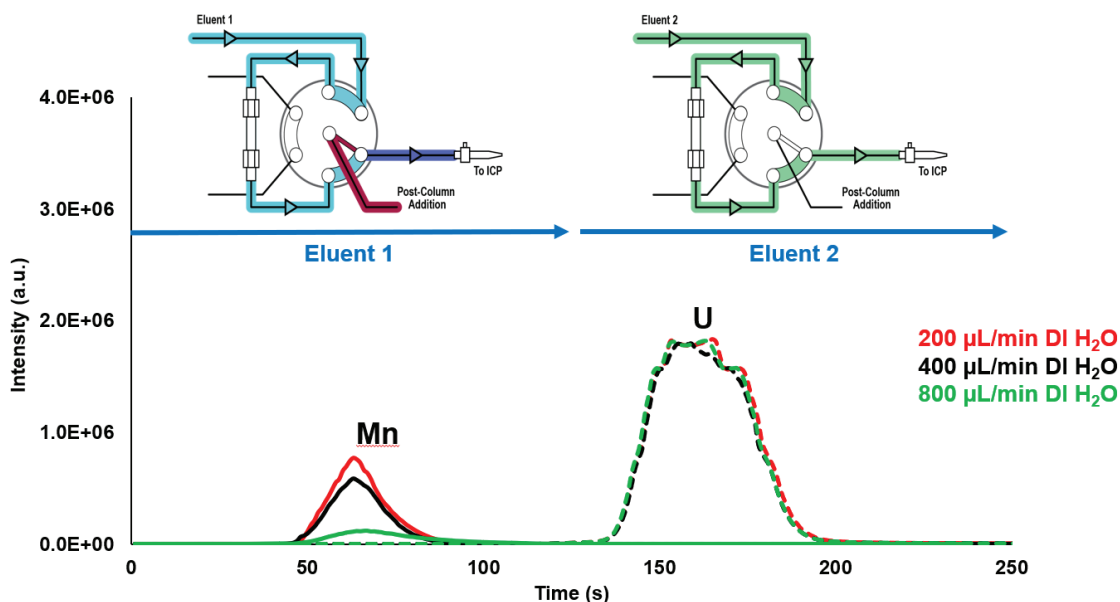 Eluent 1
Eluent 2
To ICP
To ICP
Post-Column
Addition
Post-Column
Addition
Eluent 1
Eluent 2
4.0E+06
3.0E+06
2.0E+06
1.0E+06
0.0E+00
Intensity (a.u.)
Mn
U
200 µL/min DI H₂O
400 µL/min DI H₂O
800 µL/min DI H₂O
0
50
100
150
200
250
Time (s)